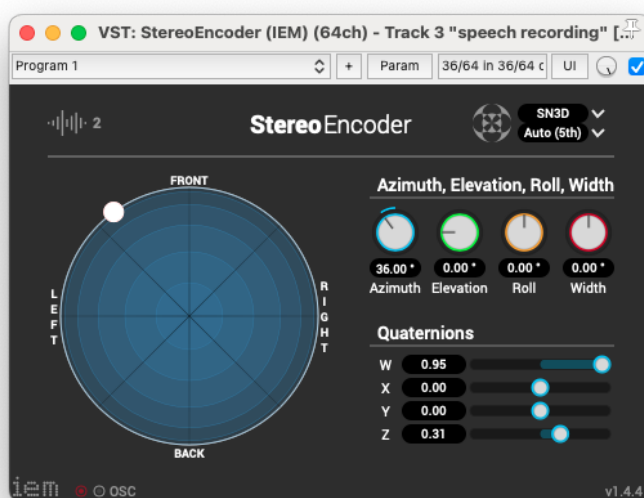 VST: StereoEncoder (IEM) (64ch) - Track 3 "speech recording" [...
Program 1
+
Param
36/64 in 36/64 c
UI
2
StereoEncoder
SN3D
Auto (5th)
FRONT
LEFT
RIGHT
BACK
Azimuth, Elevation, Roll, Width
36.00 ° 0.00 ° 0.00 ° 0.00 °
Azimuth Elevation Roll Width
Quaternions
W 0.95
X 0.00
Y 0.00
Z 0.31
iem OSC v1.4.4